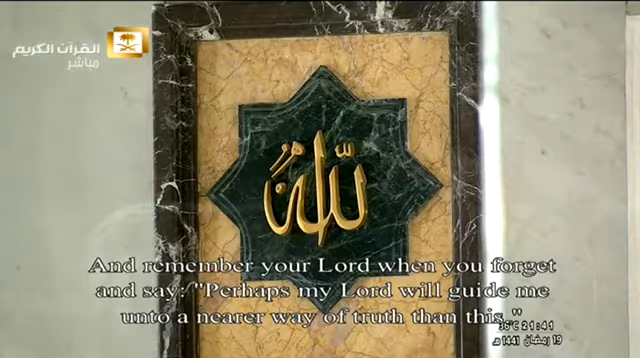 القرآن الكريم
مباشر
الله
And remember your Lord when you forget
and say: "Perhaps my Lord will guide me
unto a nearer way of truth than this."
36°C 21:41
19 رمضان 1441 هـ